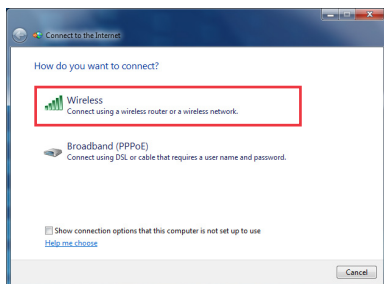 Connect to the Internet
How do you want to connect?
Wireless
Connect using a wireless router or a wireless network.
Broadband (PPPoE)
Connect using DSL or cable that requires a user name and password.
Show connection options that this computer is not set up to use
Help me choose
Cancel